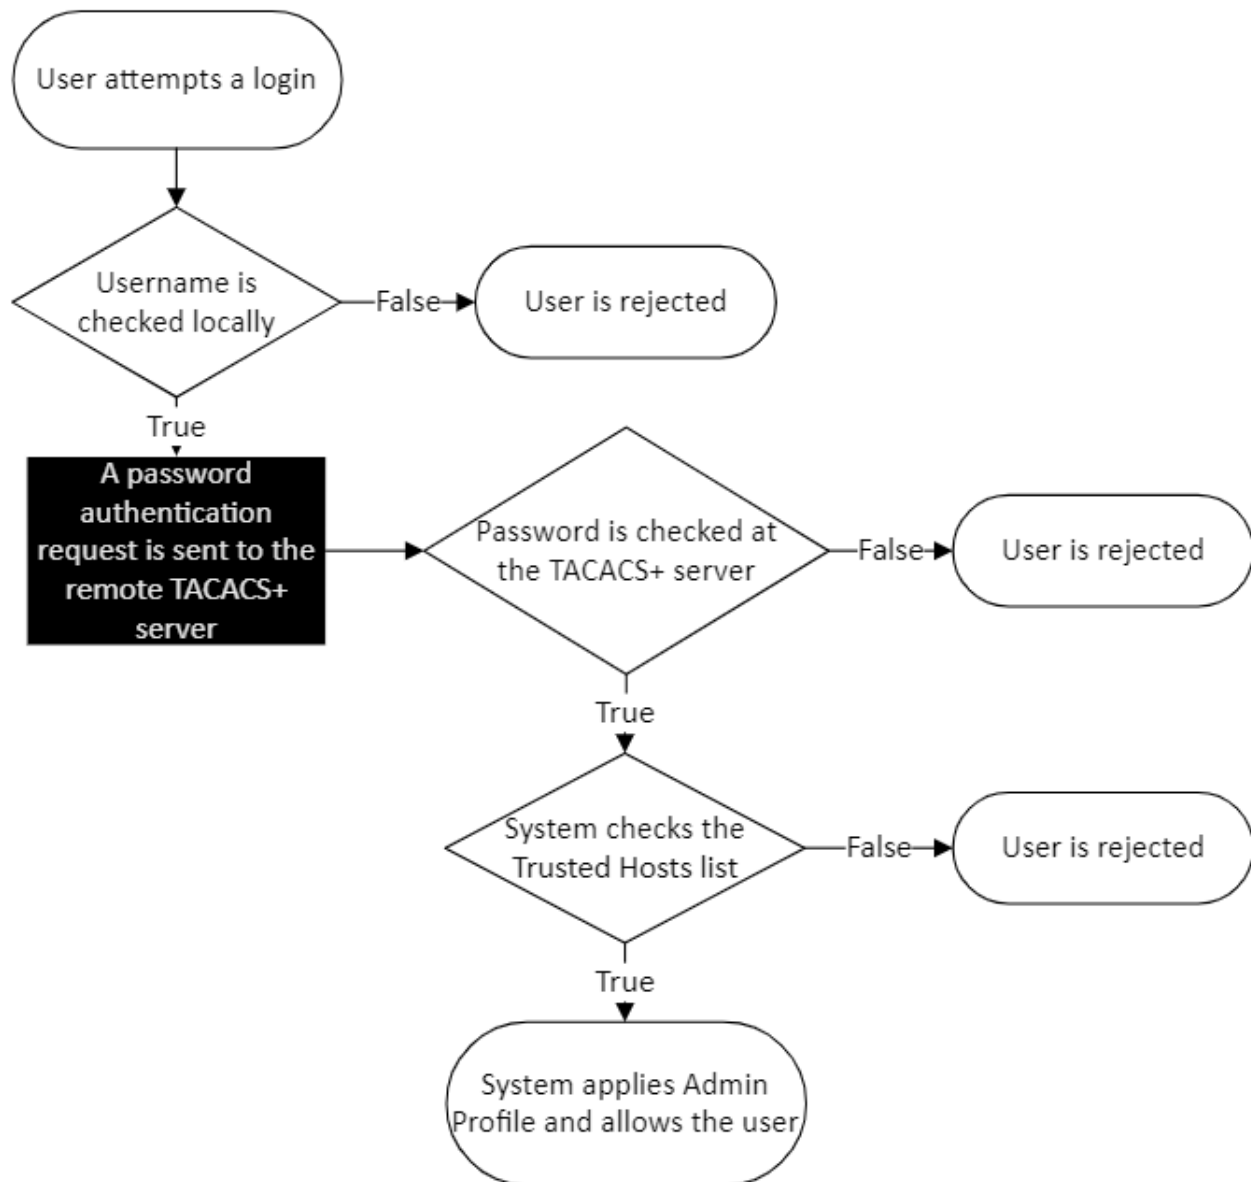 User attempts a login
Username is
checked locally
False
User is rejected
True
A password
authentication
request is sent to the
remote TACACS+
server
Password is checked at
the TACACS+ server
False
User is rejected
True
System checks the
Trusted Hosts list
False
User is rejected
True
System applies Admin
Profile and allows the user